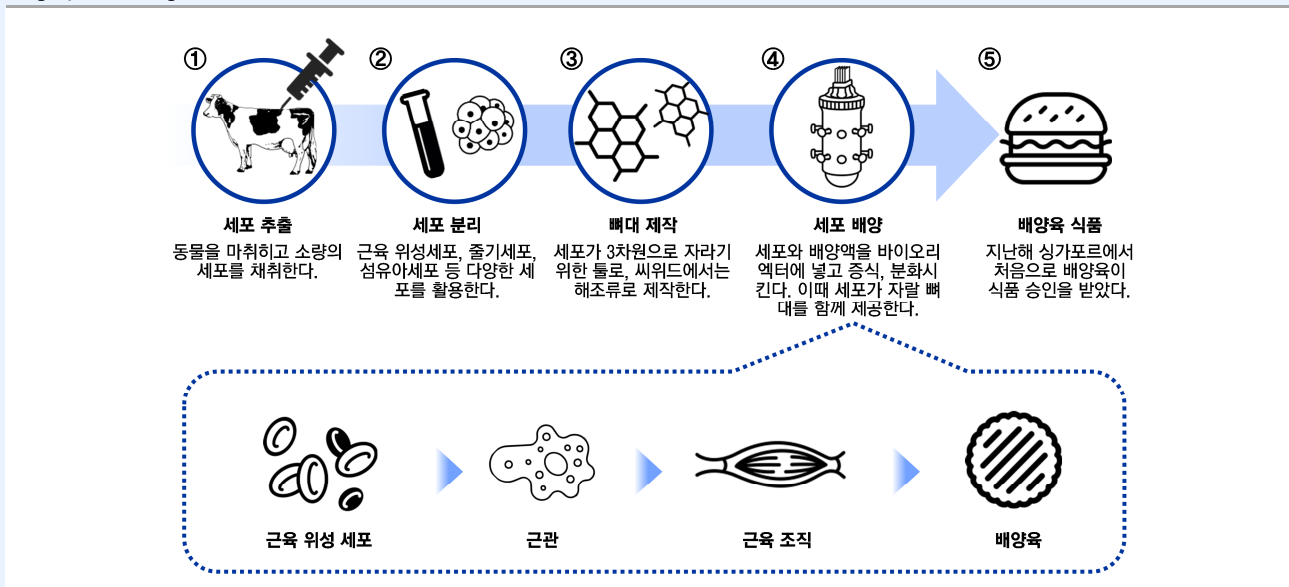 ①
②
③
④
⑤
세포 추출
동물을 마취히고 소량의
세포를 채취한다.
세포 분리
근육 위성세포, 줄기세포,
섬유아세포 등 다양한 세
포를 활용한다.
뼈대 제작
세포가 3차원으로 자라기
위한 툴로, 씨위드에서는
해조류로 제작한다.
세포 배양
세포와 배양액을 바이오리
엑터에 넣고 증식, 분화시
킨다. 이때 세포가 자랄 뼈
대를 함께 제공한다.
배양육 식품
지난해 싱가포르에서
처음으로 배양육이
식품 승인을 받았다.
근육 위성 세포
근관
근육 조직
배양육